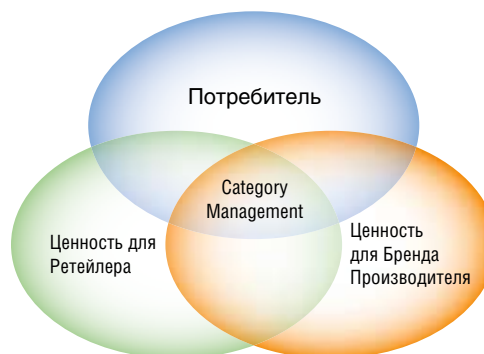 Потребитель
Category
Management
Ценность для
Ретейлера
Ценность
для Бренда
Производителя